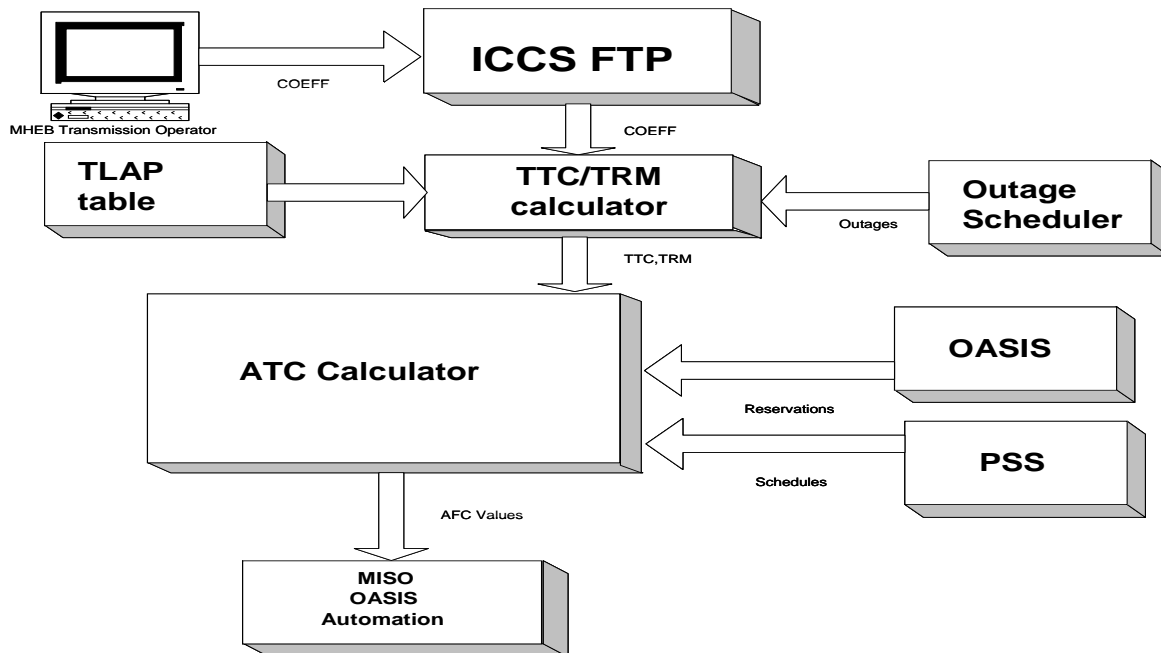 ICCS FTP
COEFF
MHEB Transmission Operator
COEFF
TLAP
table
TTC/TRM
calculator
Outage
Scheduler
Outages
TTC,TRM
ATC Calculator
OASIS
Reservations
PSS
Schedules
AFC Values
MISO
OASIS
Automation